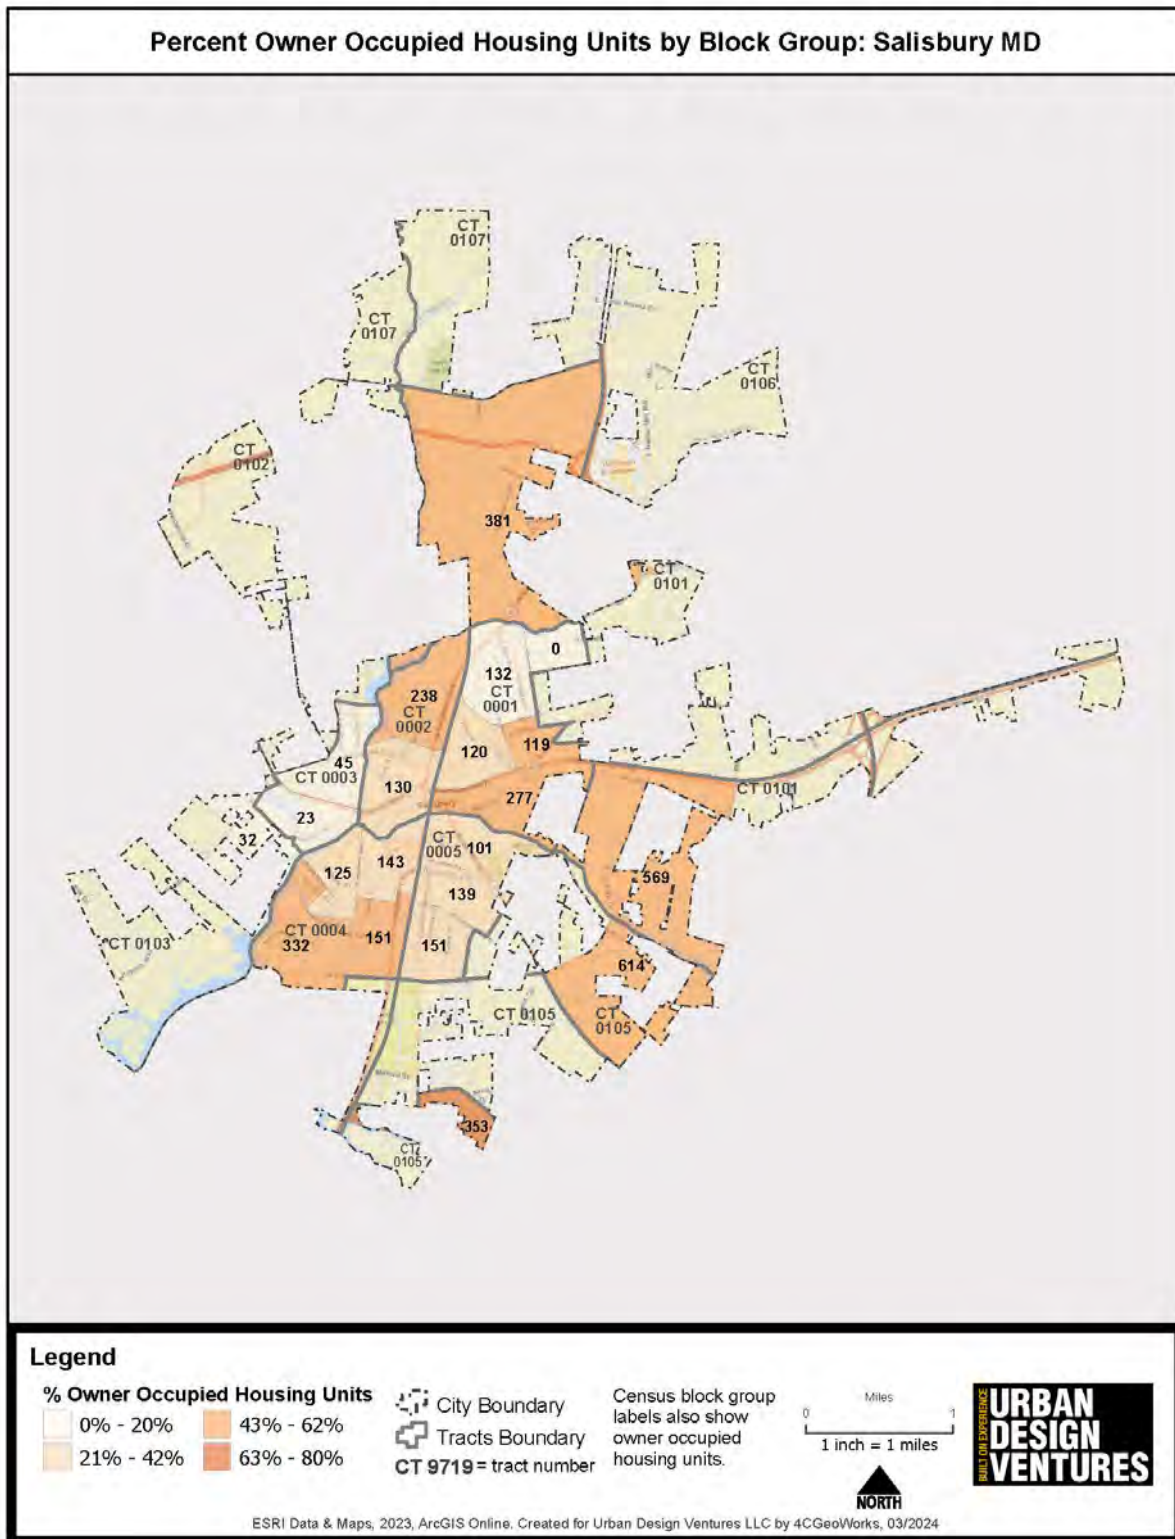 Percent Owner Occupied Housing Units by Block Group: Salisbury MD
CT
0107
CT
0107
CT
0106
CT
0102
381
CT
0101
0
132
CT
0001
238
CT
0002
120
119
45
CT 0003
130
277
CT 0101
23
32
CT
0005
101
125
143
139
569
CT 0004
332
151
151
CT 0103
614
CT 0105
CT
0105
353
CT
0105
Legend
% Owner Occupied Housing Units
0% - 20%
43% - 62%
21% - 42%
63% - 80%
City Boundary
Tracts Boundary
CT 9719 = tract number
Census block group
labels also show
owner occupied
housing units.
Miles
0 1
1 inch = 1 miles
NORTH
BUILT ON EXPERIENCE
URBAN
DESIGN
VENTURES
ESRI Data & Maps, 2023, ArcGIS Online. Created for Urban Design Ventures LLC by 4CGeoWorks, 03/2024